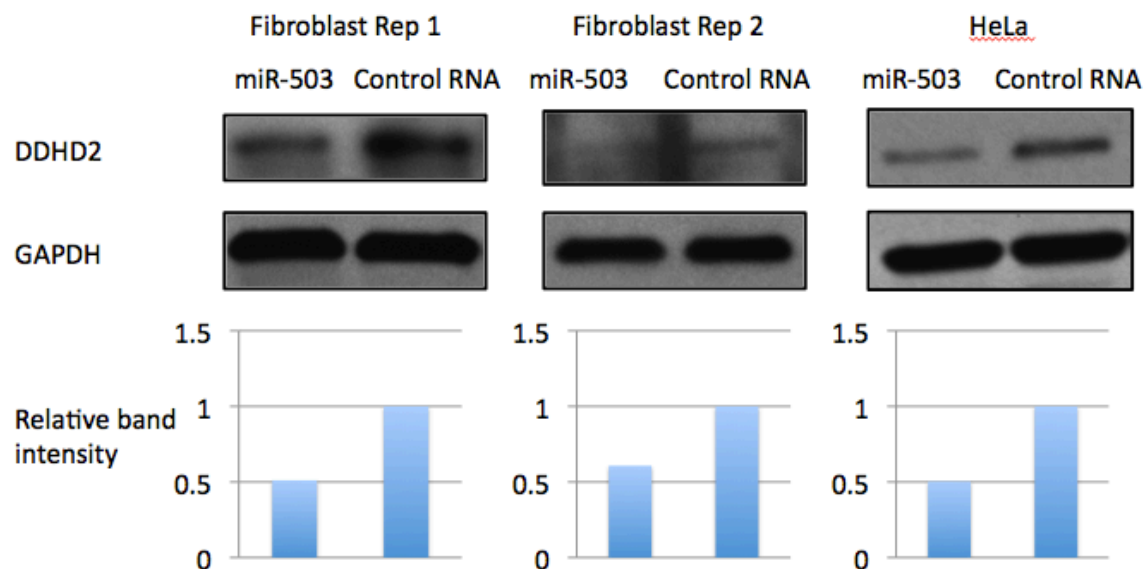 Fibroblast Rep 1 Fibroblast Rep 2 HeLa
miR-503 Control RNA miR-503 Control RNA miR-503 Control RNA
DDHD2
GAPDH
1.5 1.5 1.5
1 1 1
Relative band
intensity
0.5 0.5 0.5
0 0 0